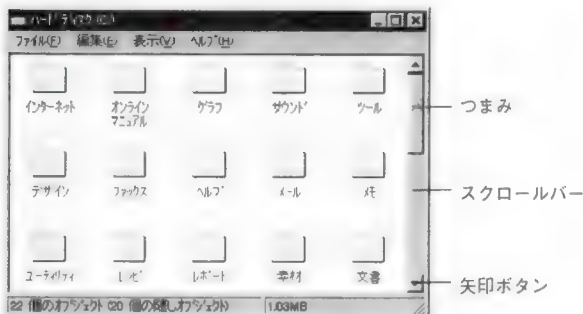 ハードディスク (C:)
ファイル(F) 編集(E) 表示(V) ヘルプ(H)
インターネット オンライン グラフ サウンド ツール つまみ
マニュアル
デザイン ファックス ヘルプ メール メモ スクロールバー
ユーティリティ レシピ レポート 素材 文書 矢印ボタン
22 個のオブジェクト (20 個の隠しオブジェクト) 1.03MB